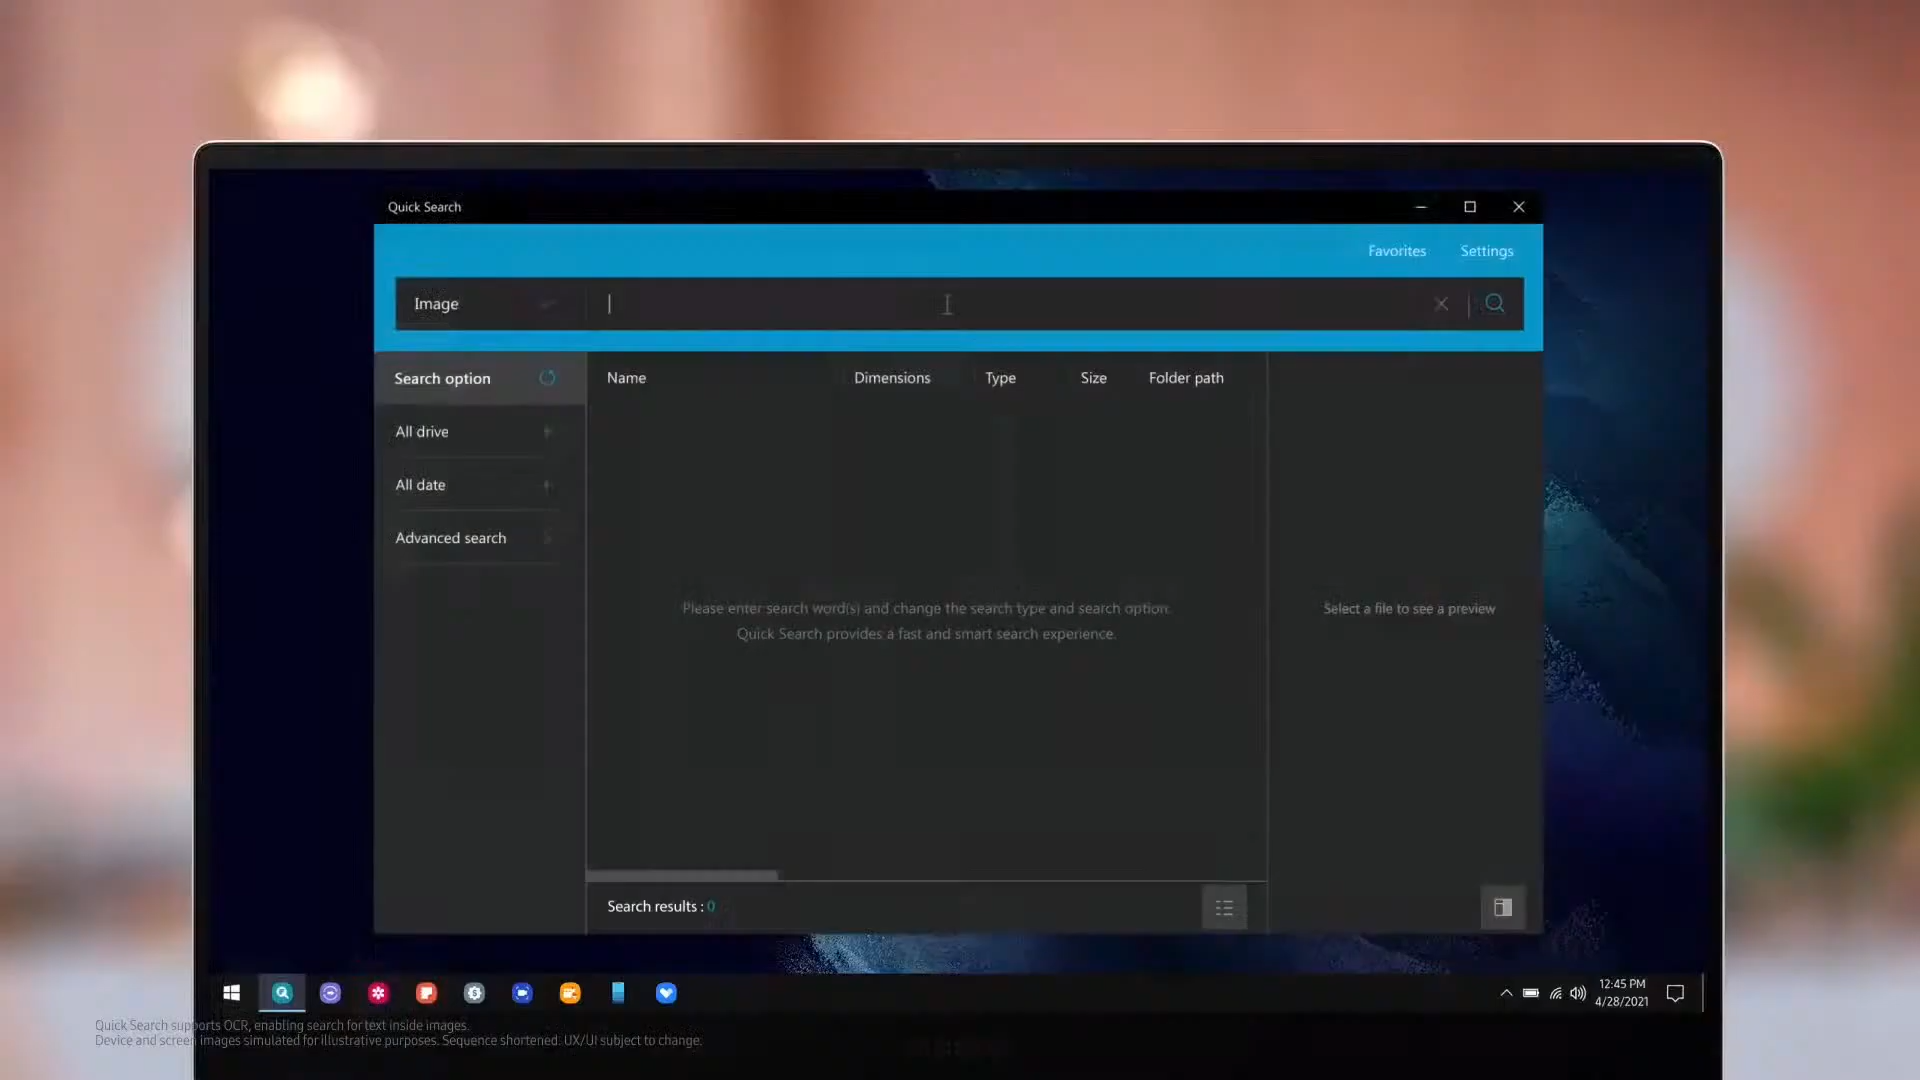 Quick Search
Favorites Settings
Image
Search option
Name Dimensions Type Size Folder path
All drive
All date
Advanced search
Please enter search word(s) and change the search type and search option.
Quick Search provides a fast and smart search experience.
Select a file to see a preview
Search results : 0
12:45 PM
4/28/2021
Quick Search supports OCR, enabling search for text inside images.
Device and screen images simulated for illustrative purposes. Sequence shortened. UX/UI subject to change.